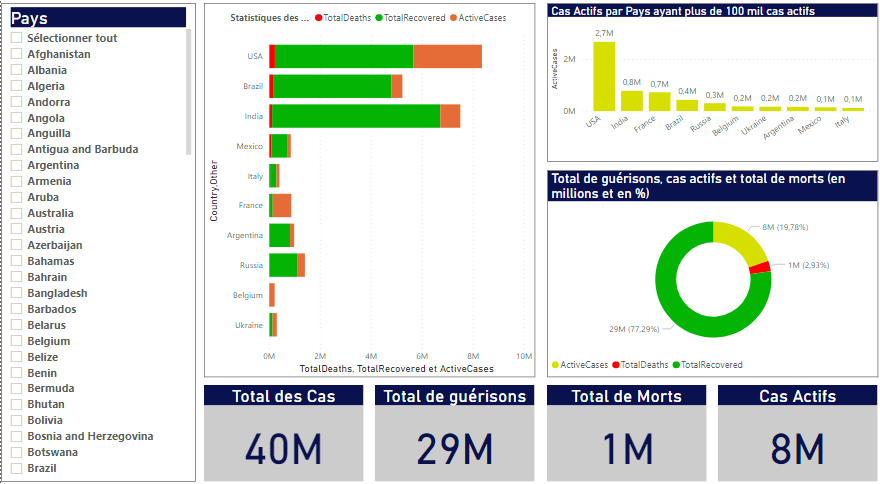 Pays
Sélectionner tout
Afghanistan
Albania
Algeria
Andorra
Angola
Anguilla
Antigua and Barbuda
Argentina
Armenia
Aruba
Australia
Austria
Azerbaijan
Bahamas
Bahrain
Bangladesh
Barbados
Belarus
Belgium
Belize
Benin
Bermuda
Bhutan
Bolivia
Bosnia and Herzegovina
Botswana
Brazil
Statistiques des ... TotalDeaths TotalRecovered ActiveCases
Country,Other
USA
Brazil
India
Mexico
Italy
France
Argentina
Russia
Belgium
Ukraine
0M 2M 4M 6M 8M 10M
TotalDeaths, TotalRecovered et ActiveCases
Cas Actifs par Pays ayant plus de 100 mil cas actifs
ActiveCases
2M
0M
2,7M 0,8M 0,7M 0,4M 0,3M 0,2M 0,2M 0,2M 0,1M 0,1M
USA India France Brazil Russia Belgium Ukraine Argentina Mexico Italy
Total de guérisons, cas actifs et total de morts (en
millions et en %)
8M (19,78%)
1M (2,93%)
29M (77,29%)
ActiveCases TotalDeaths TotalRecovered
Total des Cas
40M
Total de guérisons
29M
Total de Morts
1M
Cas Actifs
8M